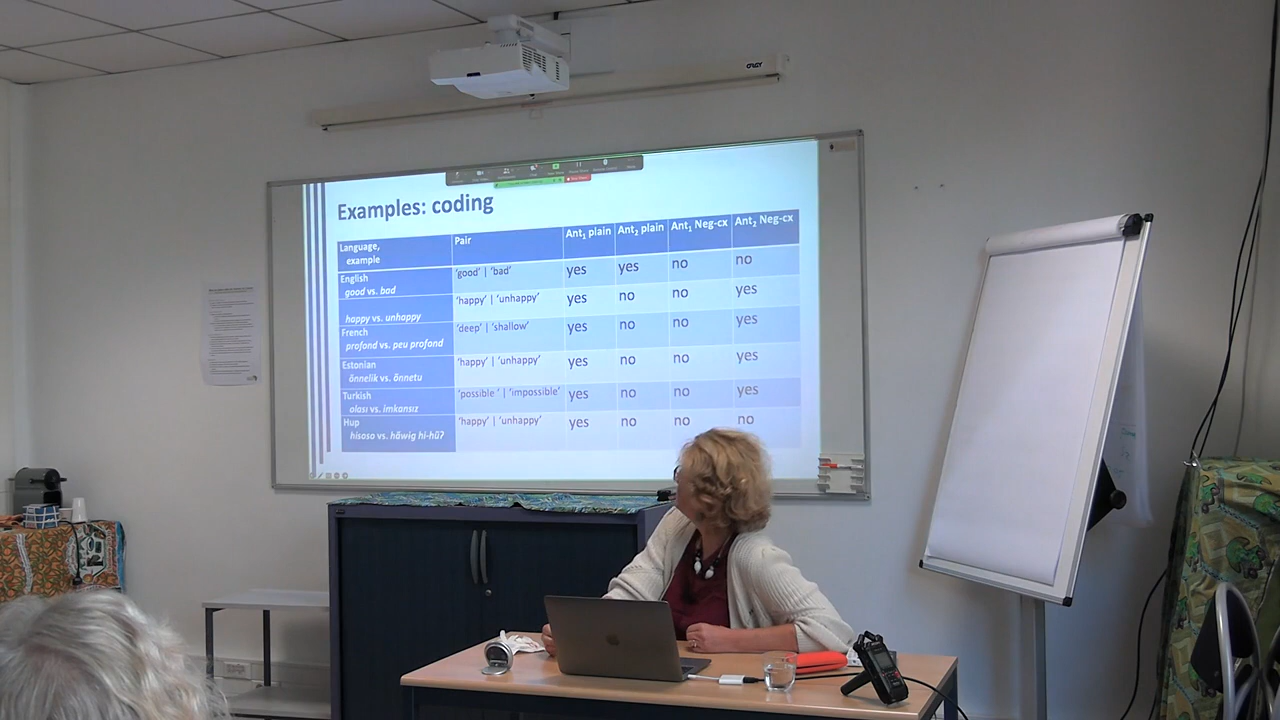 Examples: coding
Language, example | Pair | Ant₁ plain | Ant₂ plain | Ant₁ Neg-cx | Ant₂ Neg-cx
English good vs. bad | ‘good’ | ‘bad’ | yes | yes | no | no
happy vs. unhappy | ‘happy’ | ‘unhappy’ | yes | no | no | yes
French profond vs. peu profond | ‘deep’ | ‘shallow’ | yes | no | no | yes
Estonian õnnelik vs. õnnetu | ‘happy’ | ‘unhappy’ | yes | no | no | yes
Turkish olası vs. imkansız | ‘possible ’ | ‘impossible’ | yes | no | no | yes
Hup hisoso vs. hãwig hi-hũ? | ‘happy’ | ‘unhappy’ | yes | no | no | no